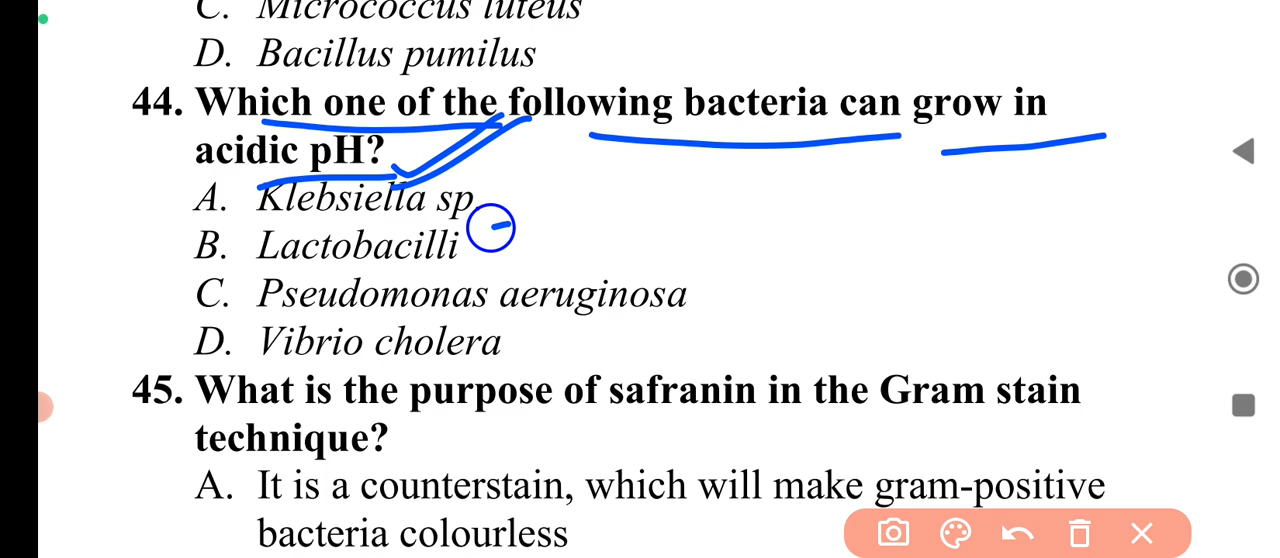 C. Micrococcus luteus
D. Bacillus pumilus
44. Which one of the following bacteria can grow in
acidic pH?
A. Klebsiella sp.
B. Lactobacilli
C. Pseudomonas aeruginosa
D. Vibrio cholera
45. What is the purpose of safranin in the Gram stain
technique?
A. It is a counterstain, which will make gram-positive
bacteria colourless